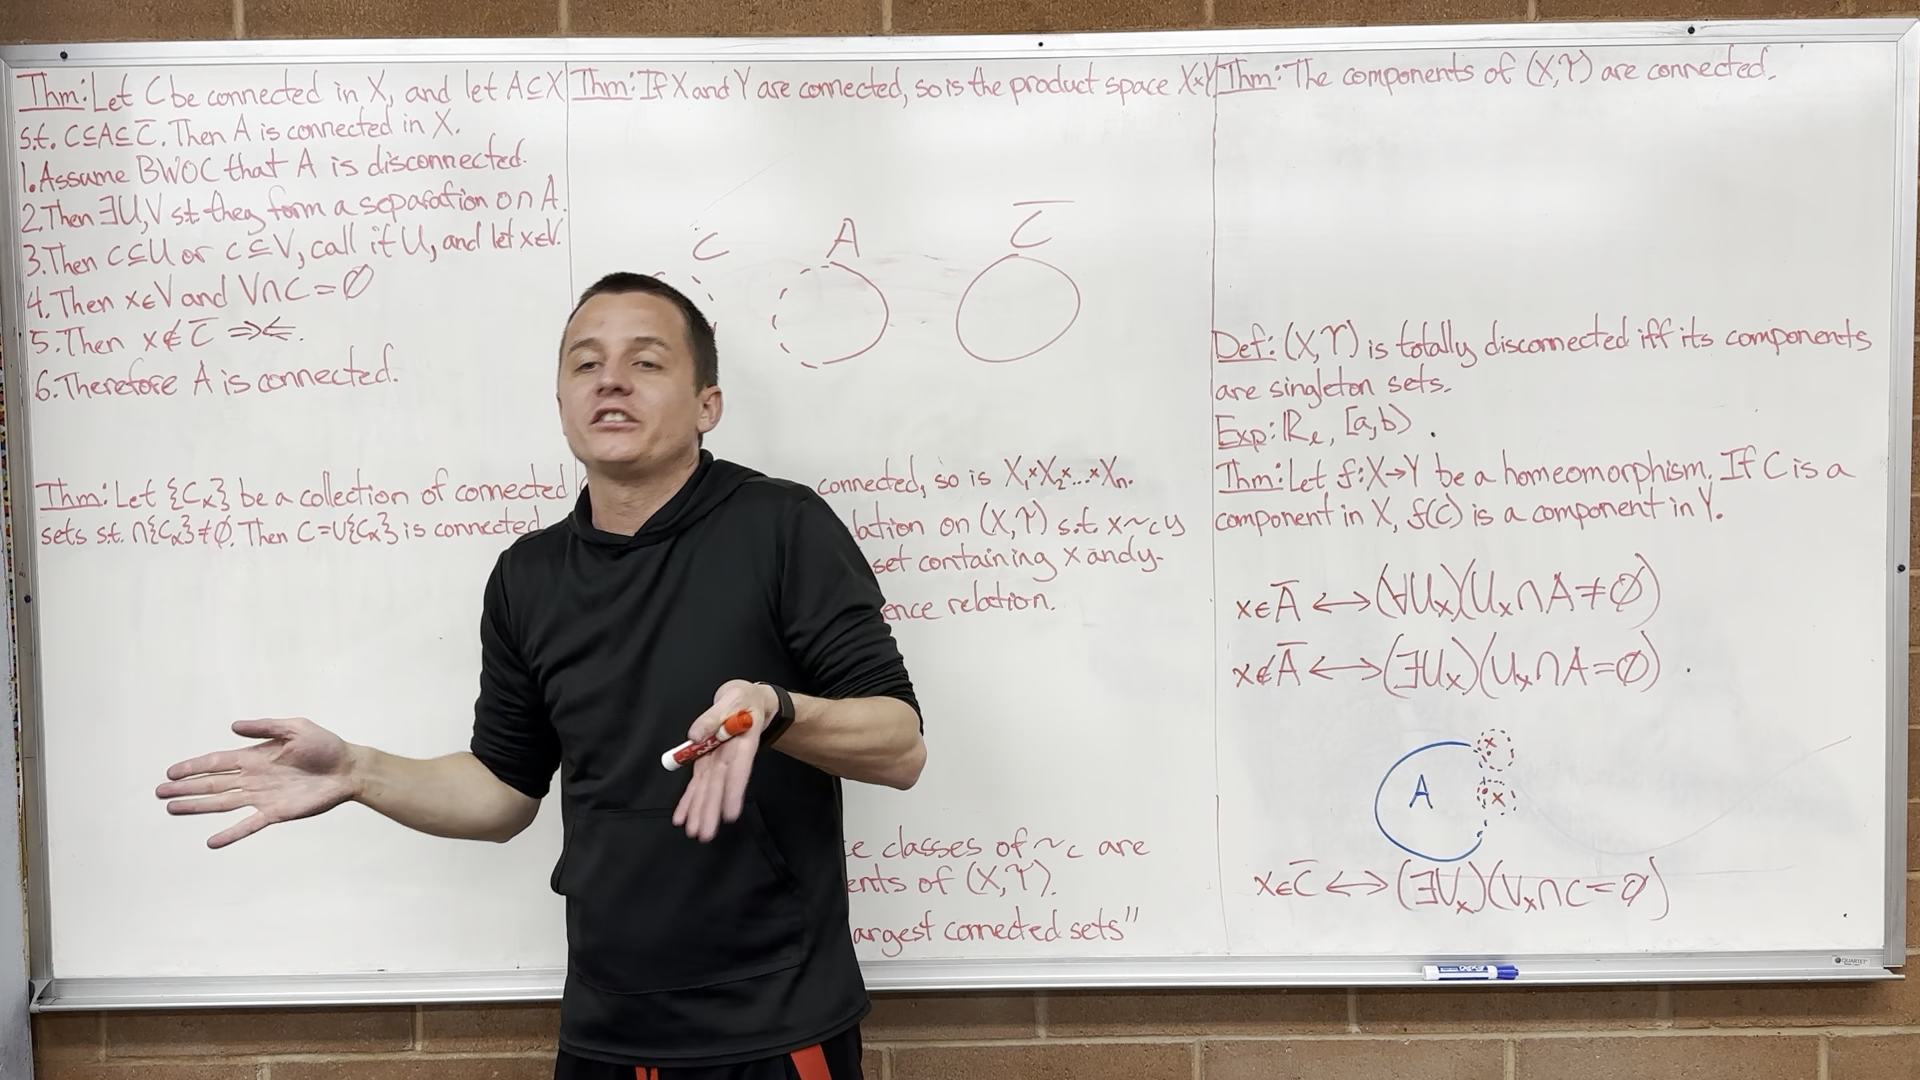 Thm: Let C be connected in X, and let A⊆X
s.t. C⊆A⊆C̅. Then A is connected in X.
1. Assume BWOC that A is disconnected.
2. Then ∃U,V s.t. they form a separation on A.
3. Then C⊆U or C⊆V, call it U, and let x∈V.
4. Then x∈V and V∩C=∅
5. Then x∉C̅ ⇒⇐.
6. Therefore A is connected.
Thm: Let {Cα} be a collection of connected
sets s.t. ∩{Cα}≠∅. Then C=∪{Cα} is connected
Thm: If X and Y are connected, so is the product space X×Y
C A C̅
connected, so is X₁×X₂×...×Xₙ.
lation on (X,Υ) s.t x~cy
set containing x and y.
ence relation.
e classes of ~c are
ents of (X,Υ).
argest connected sets"
Thm: The components of (X,Υ) are connected.
Def: (X,Υ) is totally disconnected iff its components
are singleton sets.
Exp: ℝℓ, [a,b).
Thm: Let f:X→Y be a homeomorphism. If C is a
component in X, f(C) is a component in Y.
x∈A̅ ↔ (∀Uₓ)(Uₓ∩A≠∅)
x∉A̅ ↔ (∃Uₓ)(Uₓ∩A=∅)
A x
x
x∈C̅ ↔ (∃Vₓ)(Vₓ∩C=∅)
QUARTET